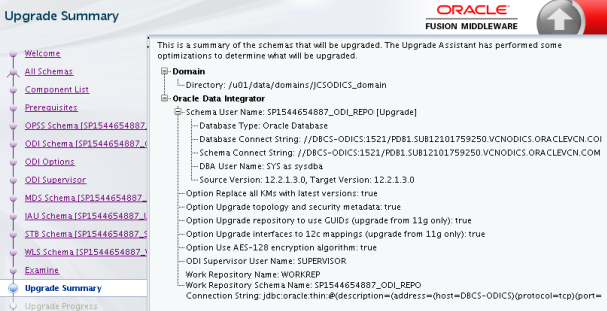 Upgrade Summary
ORACLE
FUSION MIDDLEWARE
Welcome
All Schemas
Component List
Prerequisites
OPSS Schema [SP1544654887_
ODI Schema [SP1544654887_
ODI Options
ODI Supervisor
MDS Schema [SP1544654887_
IAU Schema [SP1544654887_
STB Schema [SP1544654887_
WLS Schema [SP1544654887_
Examine
Upgrade Summary
Upgrade Progress
This is a summary of the schemas that will be upgraded. The Upgrade Assistant has performed some
optimizations to determine what will be upgraded.
Domain
Directory: /u01/data/domains/JCSODICS_domain
Oracle Data Integrator
Schema User Name: SP1544654887_ODI_REPO [Upgrade]
Database Type: Oracle Database
Database Connect String: //DBCS-ODICS:1521/PDB1.SUB12101759250.VCNODICS.ORACLEVCN.COM
Schema Connect String: //DBCS-ODICS:1521/PDB1.SUB12101759250.VCNODICS.ORACLEVCN.COM
DBA User Name: SYS as sysdba
Source Version: 12.2.1.3.0, Target Version: 12.2.1.3.0
Option Replace all KMs with latest versions: true
Option Upgrade topology and security metadata: true
Option Upgrade repository to use GUIDs (upgrade from 11g only): true
Option Upgrade interfaces to 12c mappings (upgrade from 11g only): true
Option Use AES-128 encryption algorithm: true
ODI Supervisor User Name: SUPERVISOR
Work Repository Name: WORKREP
Work Repository Schema Name: SP1544654887_ODI_REPO
Connection String: jdbc:oracle:thin:@(description=(address=(host=DBCS-ODICS)(protocol=tcp)(port=